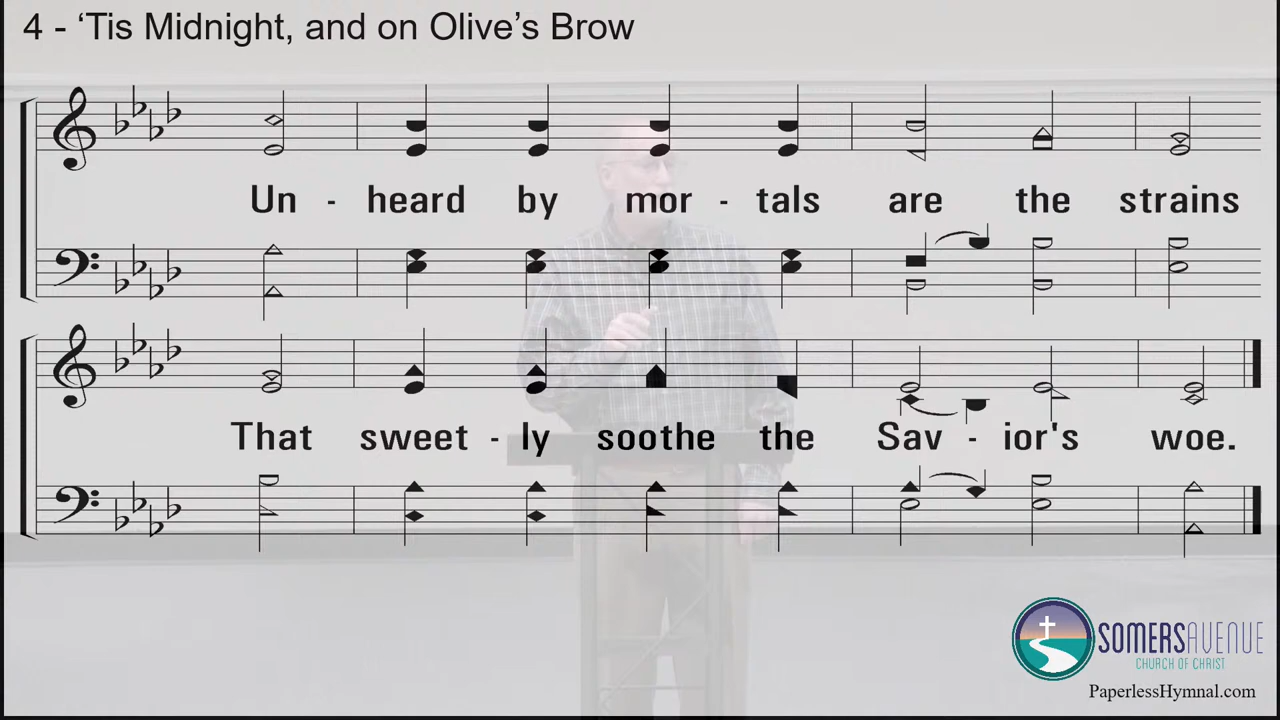 4 - ‘Tis Midnight, and on Olive’s Brow
Un - heard by mor - tals are the strains
That sweet - ly soothe the Sav - ior's woe.
SOMERSAVENUE
CHURCH OF CHRIST
PaperlessHymnal.com